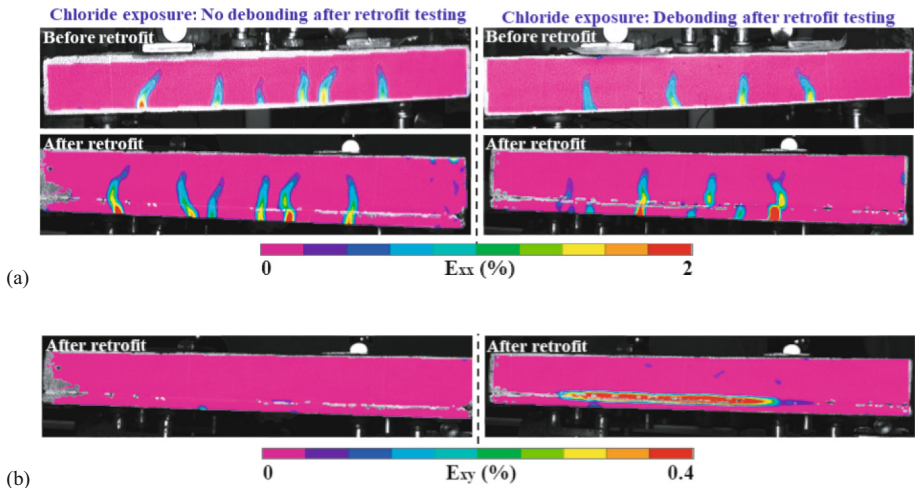 Chloride exposure: No debonding after retrofit testing
Chloride exposure: Debonding after retrofit testing
Before retrofit
Before retrofit
After retrofit
After retrofit
0
Exx (%)
2
(a)
After retrofit
After retrofit
0
Exy (%)
0.4
(b)